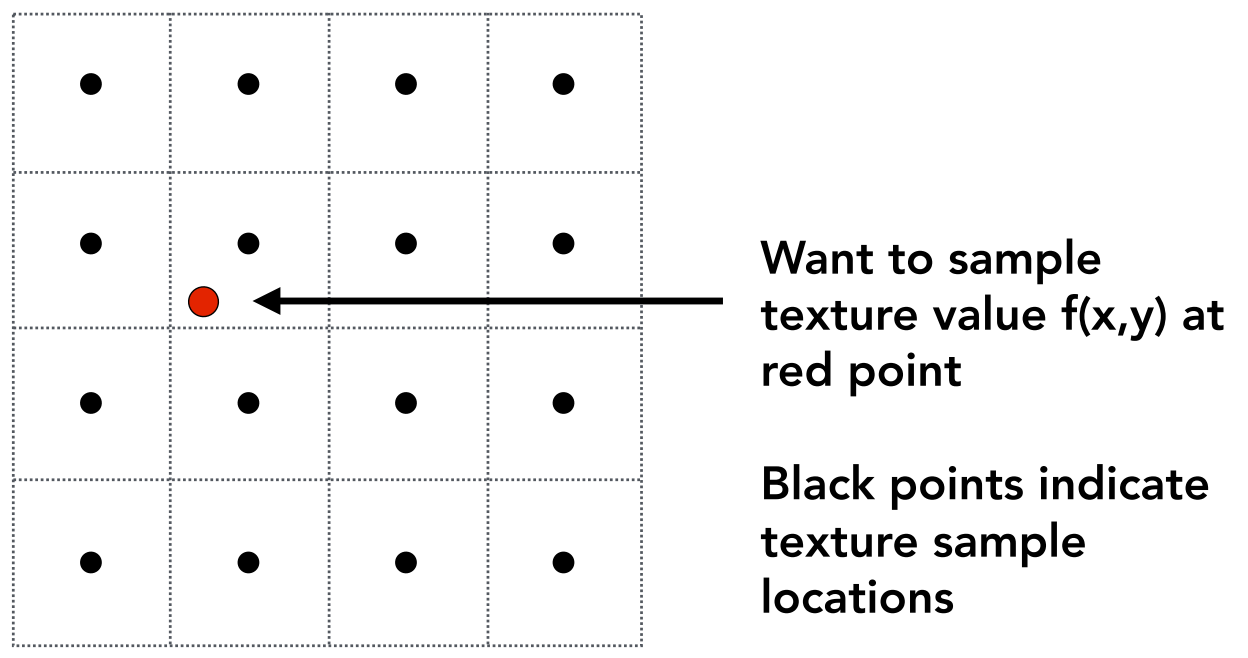 Want to sample
texture value f(x,y) at
red point
Black points indicate
texture sample
locations